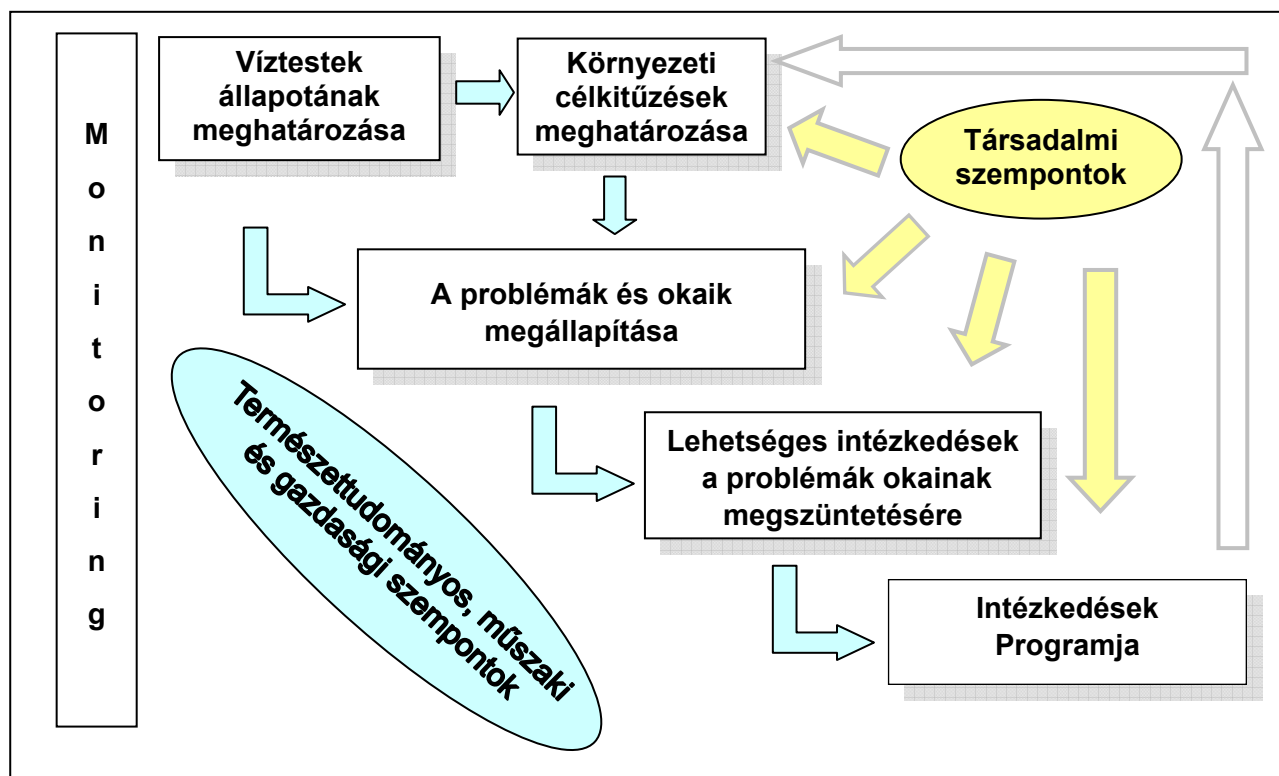 Monitoring
Víztestek
állapotának
meghatározása
Környezeti
célkitűzések
meghatározása
Társadalmi
szempontok
A problémák és okaik
megállapítása
Természettudományos, műszaki
és gazdasági szempontok
Lehetséges intézkedések
a problémák okainak
megszüntetésére
Intézkedések
Programja